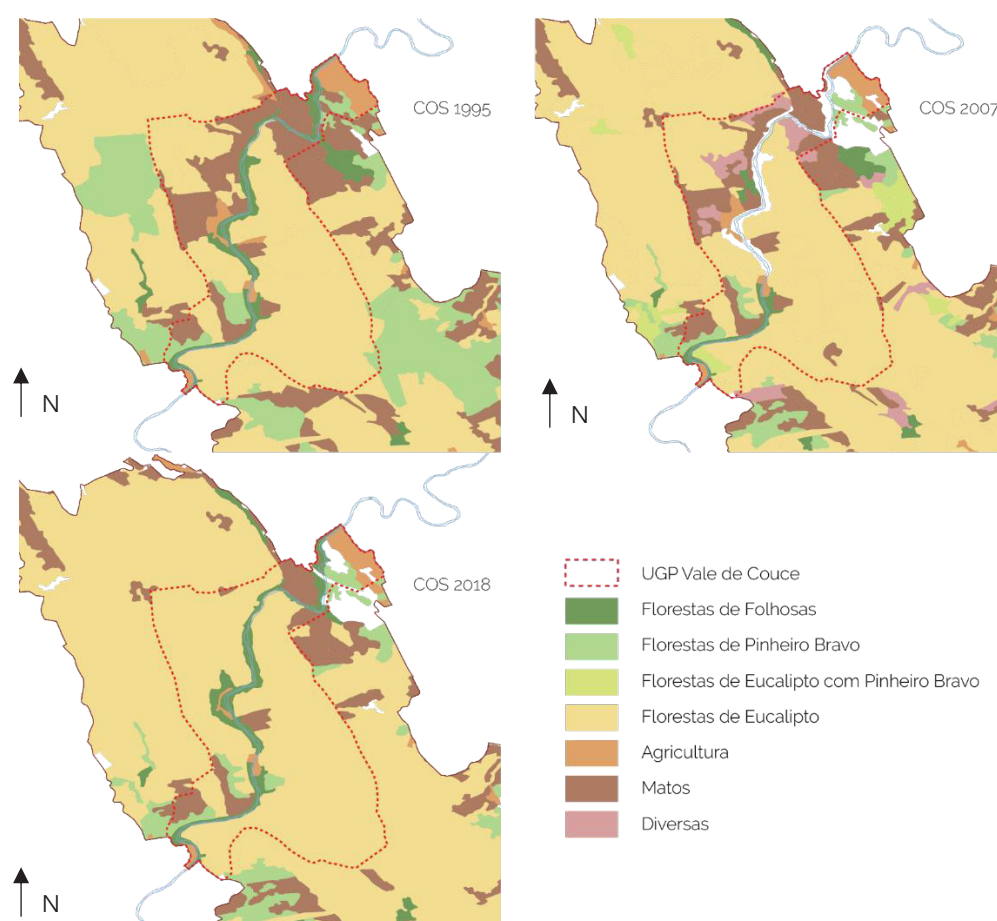 COS 1995
N
COS 2007
N
COS 2018
N
UGP Vale de Couce
Florestas de Folhosas
Florestas de Pinheiro Bravo
Florestas de Eucalipto com Pinheiro Bravo
Florestas de Eucalipto
Agricultura
Matos
Diversas